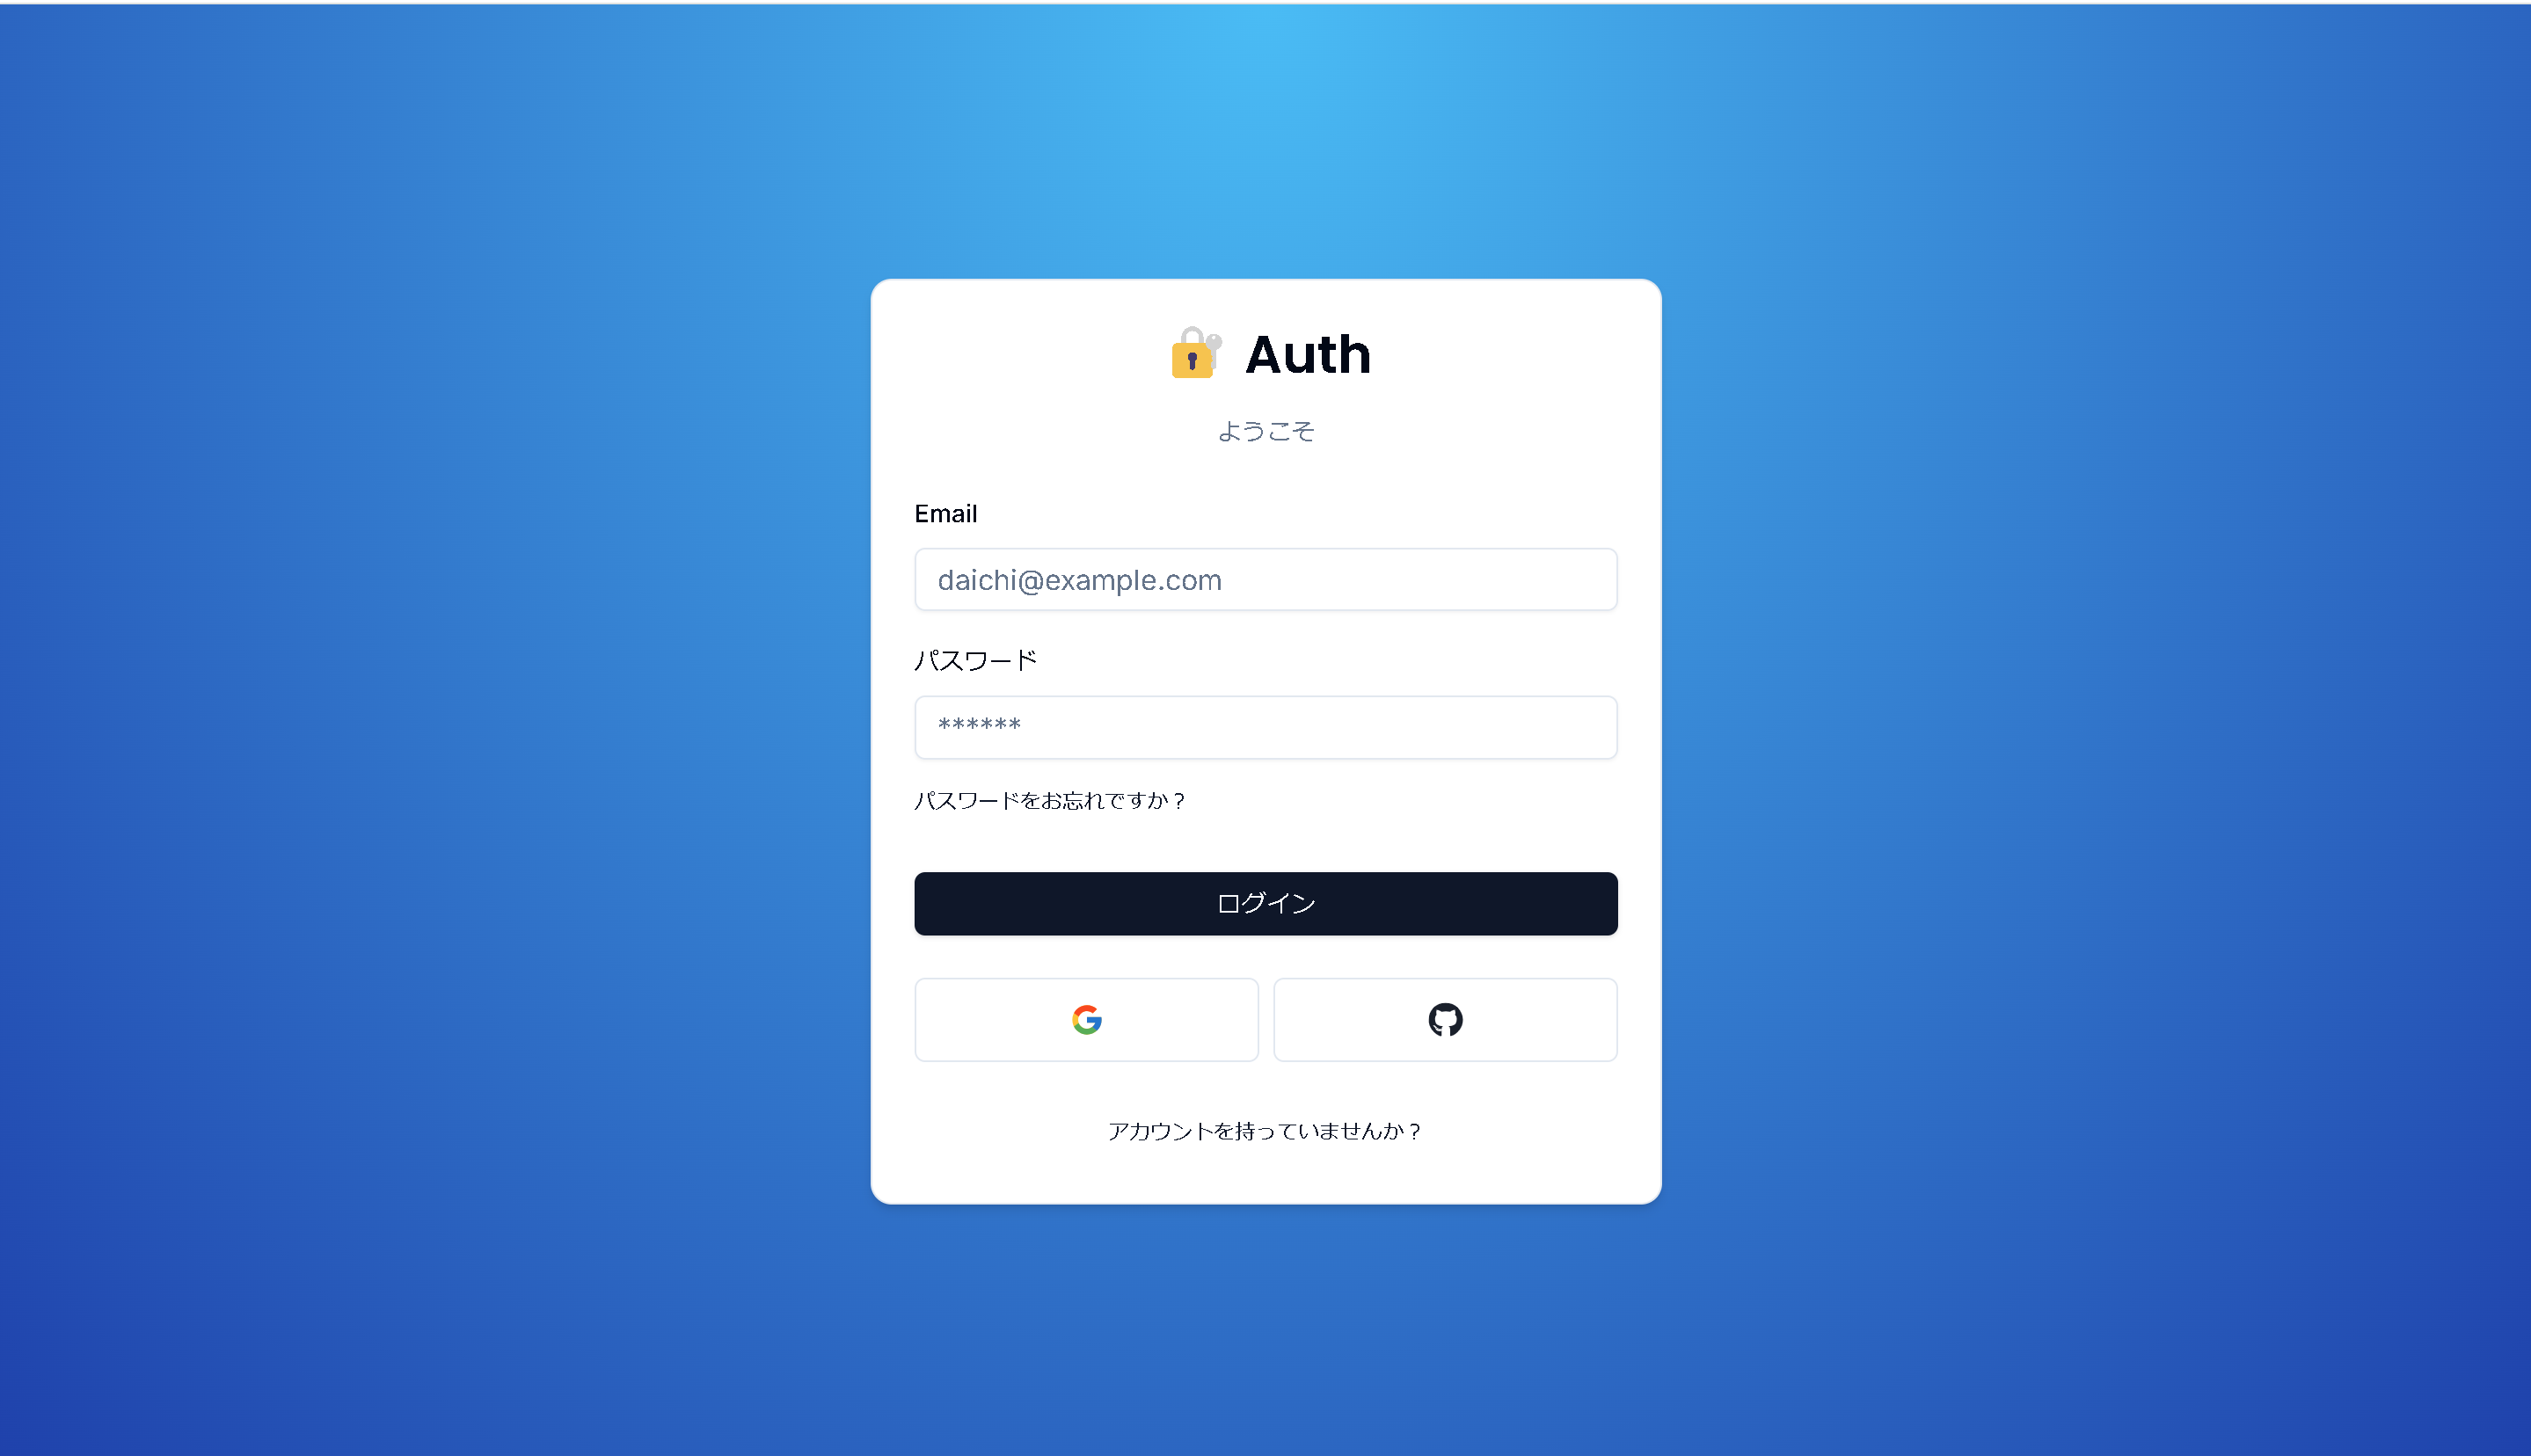 🔐 Auth
ようこそ
Email
daichi@example.com
パスワード
******
パスワードをお忘れですか？
ログイン
アカウントを持っていませんか？